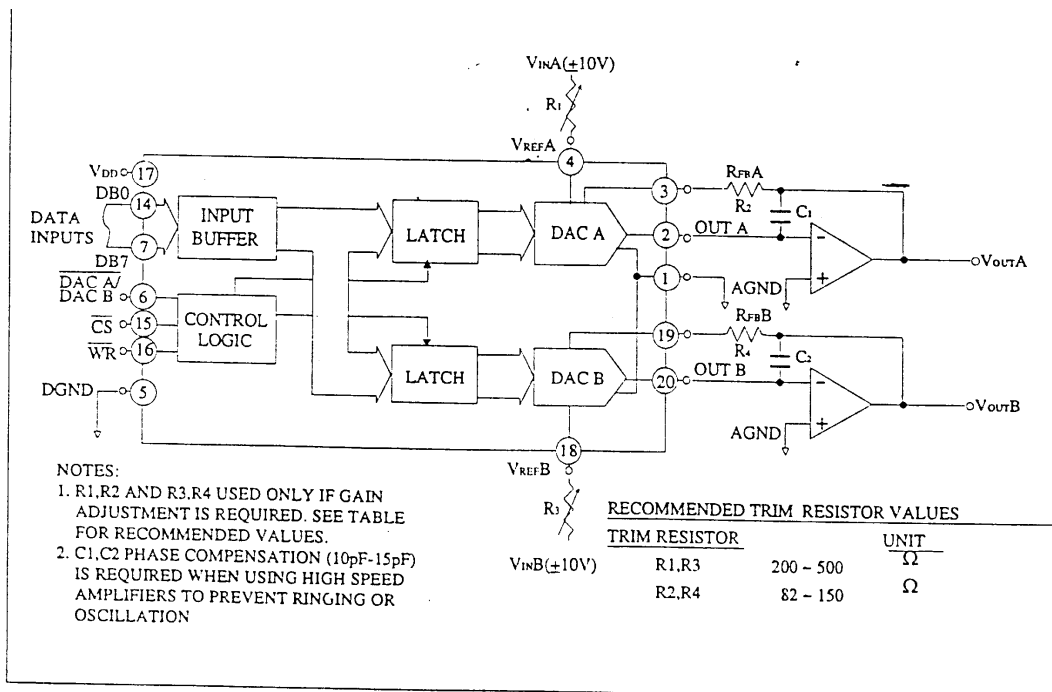 VINA(±10V)
R1
VREFA
4
VDD 17
DB0
14
DATA
INPUTS
7
DB7
INPUT
BUFFER
LATCH
DAC A
3
RFBA
R2
C1
2
OUT A
1
AGND
-
+
VOUTA
DAC A/
DAC B 6
CS 15
WR 16
CONTROL
LOGIC
DGND 5
LATCH
DAC B
19
RFBB
R4
C2
20
OUT B
AGND
-
+
VOUTB
18
VREFB
R3
VINB(±10V)
NOTES:
1. R1,R2 AND R3,R4 USED ONLY IF GAIN
ADJUSTMENT IS REQUIRED. SEE TABLE
FOR RECOMMENDED VALUES.
2. C1,C2 PHASE COMPENSATION (10pF-15pF)
IS REQUIRED WHEN USING HIGH SPEED
AMPLIFIERS TO PREVENT RINGING OR
OSCILLATION
RECOMMENDED TRIM RESISTOR VALUES
TRIM RESISTOR UNIT
R1,R3 200 - 500 Ω
R2,R4 82 - 150 Ω